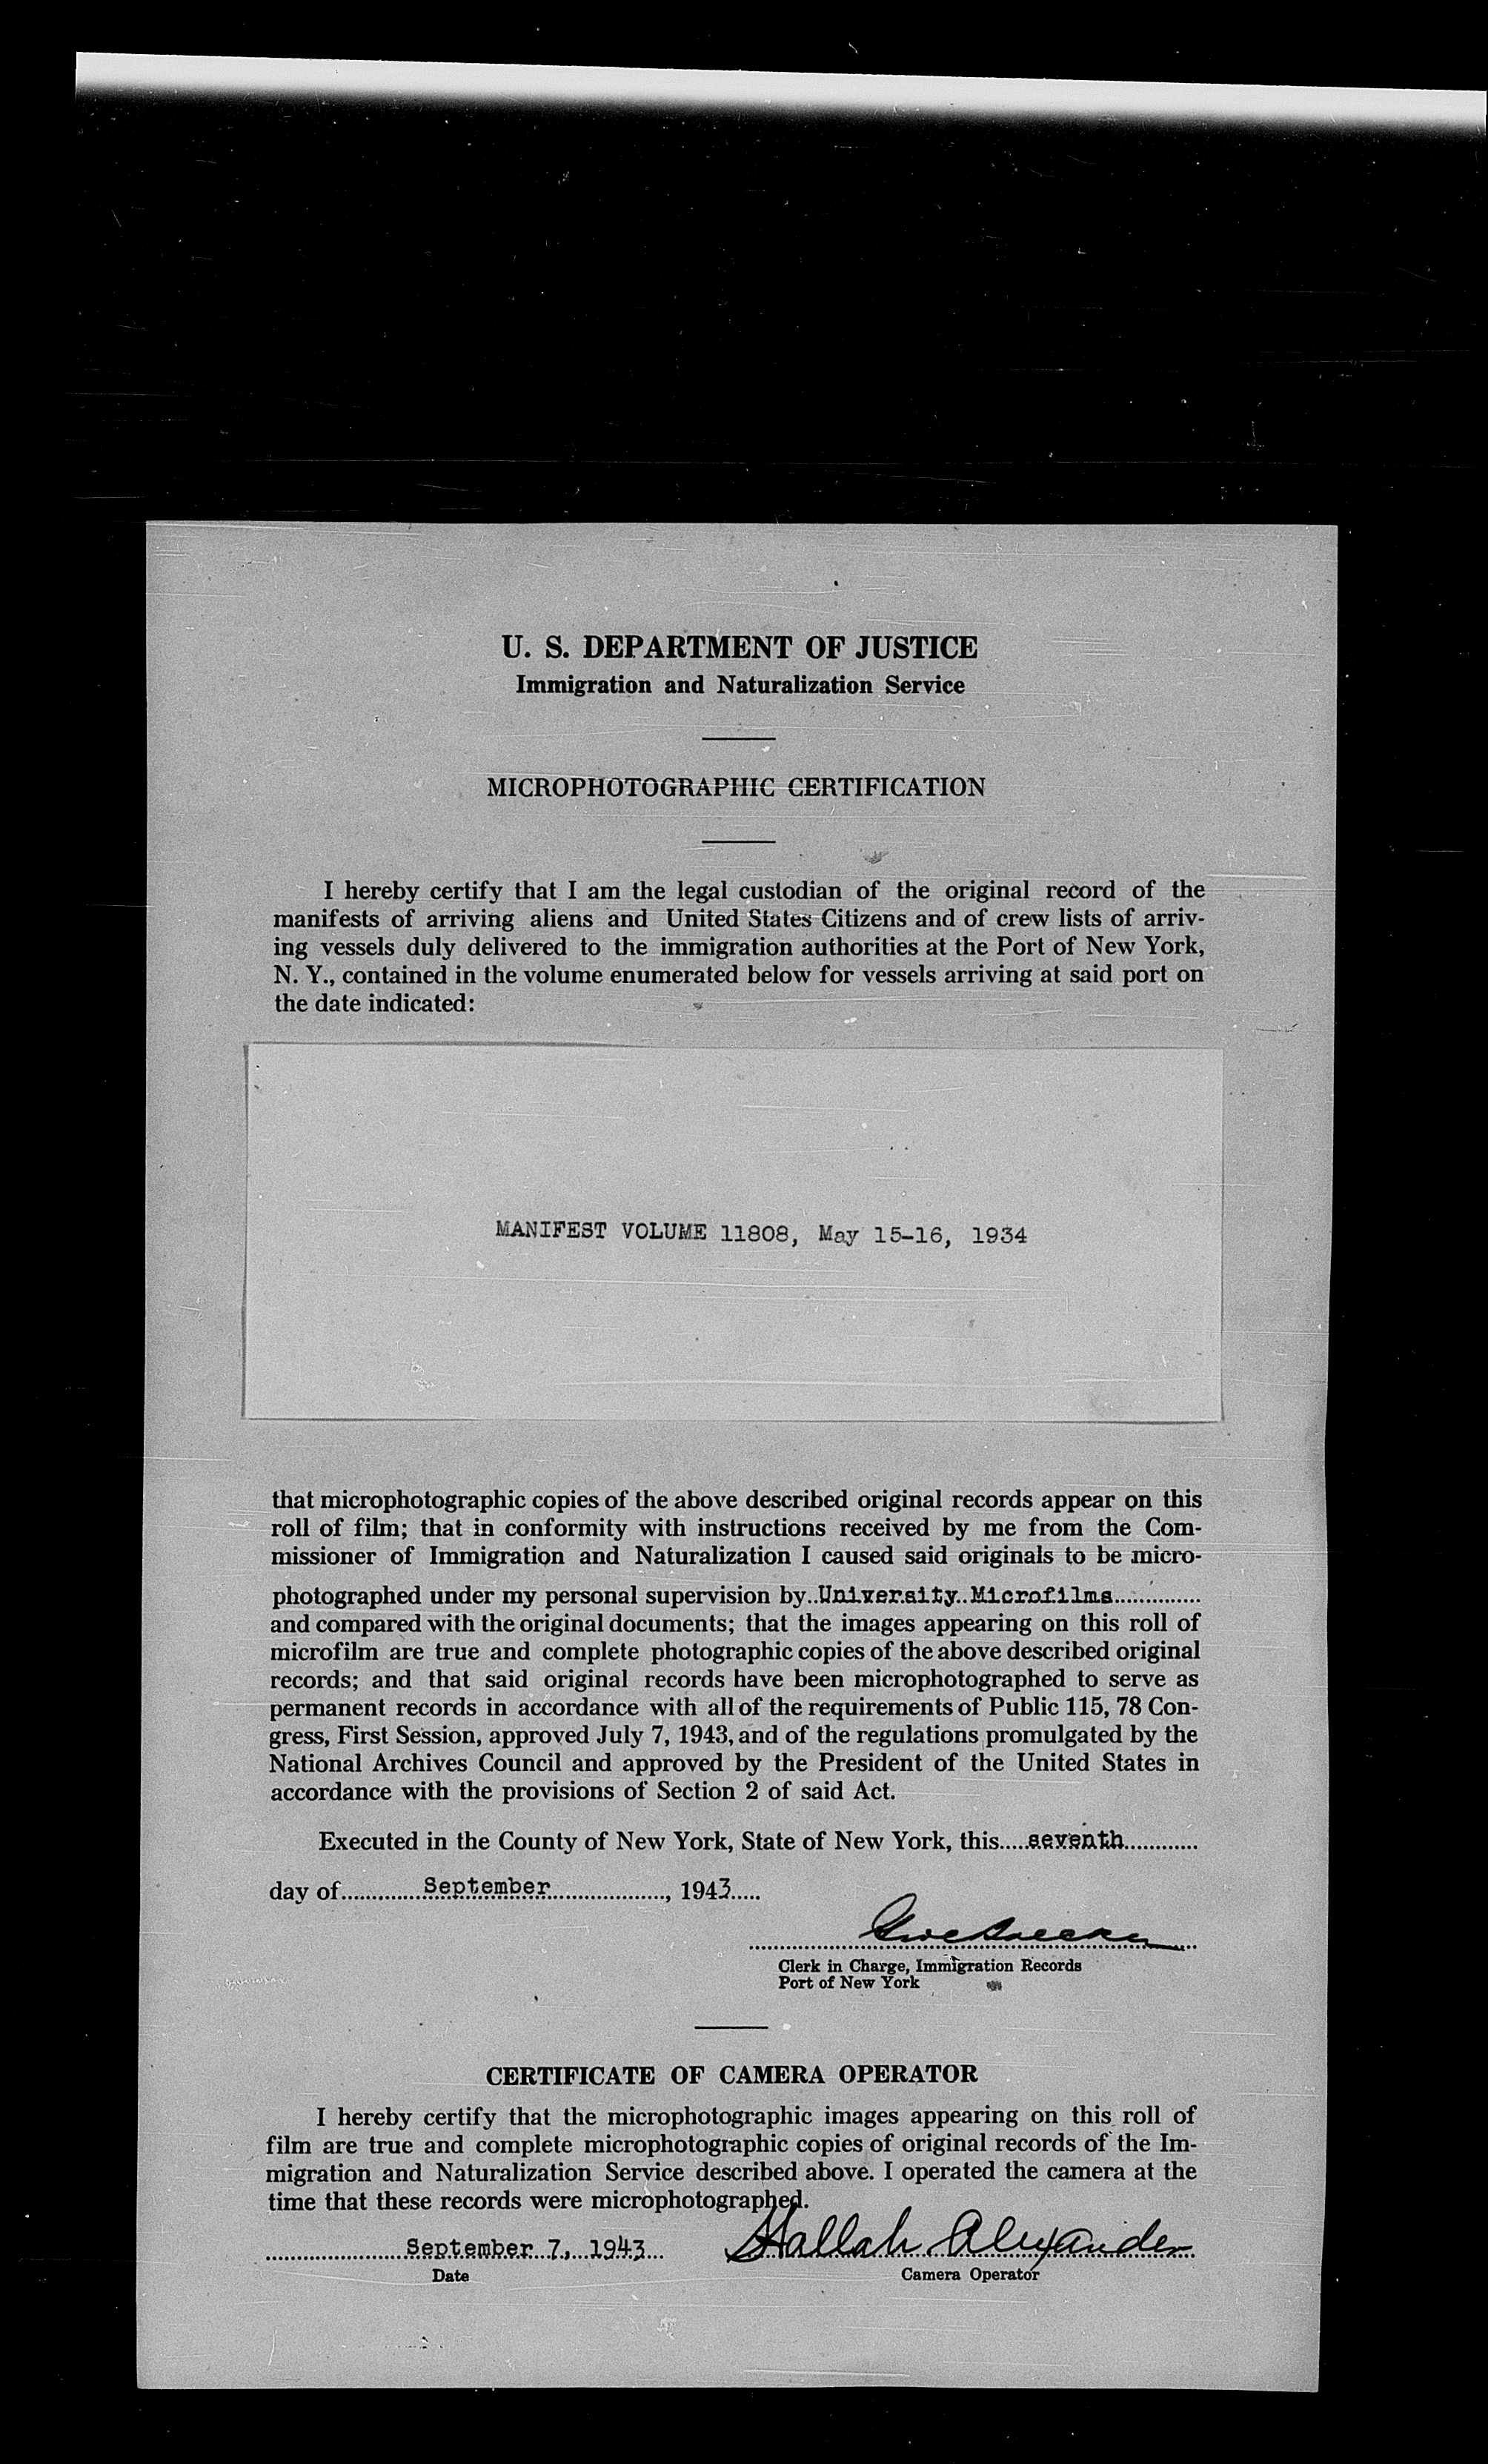 U. S. DEPARTMENT OF JUSTICE
Immigration and Naturalization Service
MICROPHOTOGRAPHIC CERTIFICATION
I hereby certify that I am the legal custodian of the original record of the
manifests of arriving aliens and United States Citizens and of crew lists of arriv-
ing vessels duly delivered to the immigration authorities at the Port of New York,
N. Y., contained in the volume enumerated below for vessels arriving at said port on
the date indicated:
MANIFEST VOLUME 11808, May 15-16, 1934
that microphotographic copies of the above described original records appear on this
roll of film; that in conformity with instructions received by me from the Com-
missioner of Immigration and Naturalization I caused said originals to be micro-
photographed under my personal supervision by..University..Microfilms..............
and compared with the original documents; that the images appearing on this roll of
microfilm are true and complete photographic copies of the above described original
records; and that said original records have been microphotographed to serve as
permanent records in accordance with all of the requirements of Public 115, 78 Con-
gress, First Session, approved July 7, 1943, and of the regulations promulgated by the
National Archives Council and approved by the President of the United States in
accordance with the provisions of Section 2 of said Act.
Executed in the County of New York, State of New York, this.....seventh............
day of.............September..................., 1943.....
Clerk in Charge, Immigration Records
Port of New York
CERTIFICATE OF CAMERA OPERATOR
I hereby certify that the microphotographic images appearing on this roll of
film are true and complete microphotographic copies of original records of the Im-
migration and Naturalization Service described above. I operated the camera at the
time that these records were microphotographed.
September 7, 1943 Hallah Alexander
Date Camera Operator